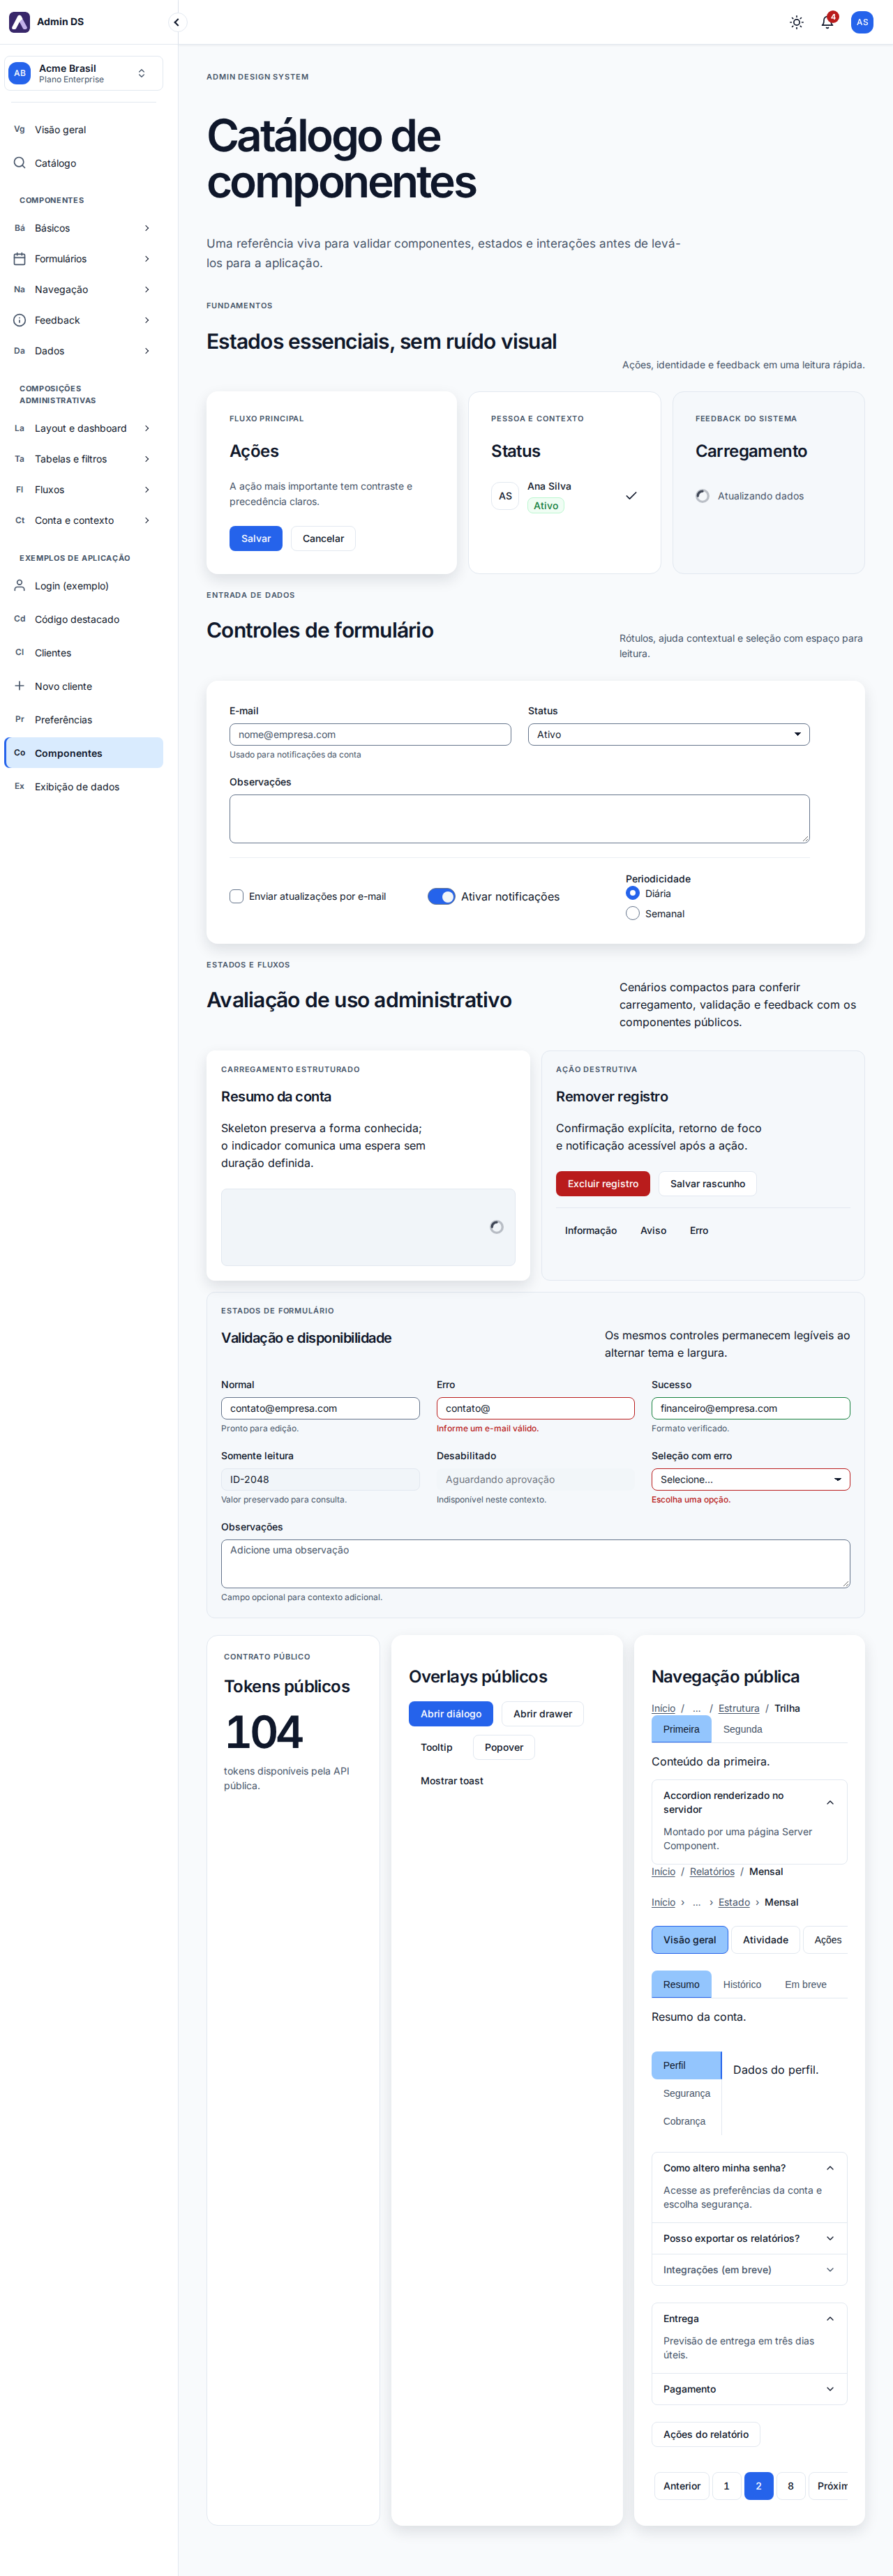 Admin DS
4
AS
AB
Acme Brasil
Plano Enterprise
Vg
Visão geral
Catálogo
COMPONENTES
Bá
Básicos
Formulários
Na
Navegação
Feedback
Da
Dados
COMPOSIÇÕES
ADMINISTRATIVAS
La
Layout e dashboard
Ta
Tabelas e filtros
Fl
Fluxos
Ct
Conta e contexto
EXEMPLOS DE APLICAÇÃO
Login (exemplo)
Cd
Código destacado
Cl
Clientes
Novo cliente
Pr
Preferências
Co
Componentes
Ex
Exibição de dados
ADMIN DESIGN SYSTEM
Catálogo de
componentes
Uma referência viva para validar componentes, estados e interações antes de levá-
los para a aplicação.
FUNDAMENTOS
Estados essenciais, sem ruído visual
Ações, identidade e feedback em uma leitura rápida.
FLUXO PRINCIPAL
Ações
A ação mais importante tem contraste e
precedência claros.
Salvar
Cancelar
PESSOA E CONTEXTO
Status
AS
Ana Silva
Ativo
FEEDBACK DO SISTEMA
Carregamento
Atualizando dados
ENTRADA DE DADOS
Controles de formulário
Rótulos, ajuda contextual e seleção com espaço para
leitura.
E-mail
nome@empresa.com
Usado para notificações da conta
Status
Ativo
Observações
Enviar atualizações por e-mail
Ativar notificações
Periodicidade
Diária
Semanal
ESTADOS E FLUXOS
Avaliação de uso administrativo
Cenários compactos para conferir
carregamento, validação e feedback com os
componentes públicos.
CARREGAMENTO ESTRUTURADO
Resumo da conta
Skeleton preserva a forma conhecida;
o indicador comunica uma espera sem
duração definida.
AÇÃO DESTRUTIVA
Remover registro
Confirmação explícita, retorno de foco
e notificação acessível após a ação.
Excluir registro
Salvar rascunho
Informação
Aviso
Erro
ESTADOS DE FORMULÁRIO
Validação e disponibilidade
Os mesmos controles permanecem legíveis ao
alternar tema e largura.
Normal
contato@empresa.com
Pronto para edição.
Erro
contato@
Informe um e-mail válido.
Sucesso
financeiro@empresa.com
Formato verificado.
Somente leitura
ID-2048
Valor preservado para consulta.
Desabilitado
Aguardando aprovação
Indisponível neste contexto.
Seleção com erro
Selecione...
Escolha uma opção.
Observações
Adicione uma observação
Campo opcional para contexto adicional.
CONTRATO PÚBLICO
Tokens públicos
104
tokens disponíveis pela API
pública.
Overlays públicos
Abrir diálogo
Abrir drawer
Tooltip
Popover
Mostrar toast
Navegação pública
Início / ... / Estrutura / Trilha
Primeira
Segunda
Conteúdo da primeira.
Accordion renderizado no
servidor
Montado por uma página Server
Component.
Início / Relatórios / Mensal
Início › ... › Estado › Mensal
Visão geral
Atividade
Ações
Resumo
Histórico
Em breve
Resumo da conta.
Perfil
Segurança
Cobrança
Dados do perfil.
Como altero minha senha?
Acesse as preferências da conta e
escolha segurança.
Posso exportar os relatórios?
Integrações (em breve)
Entrega
Previsão de entrega em três dias
úteis.
Pagamento
Ações do relatório
Anterior
1
2
8
Próxim